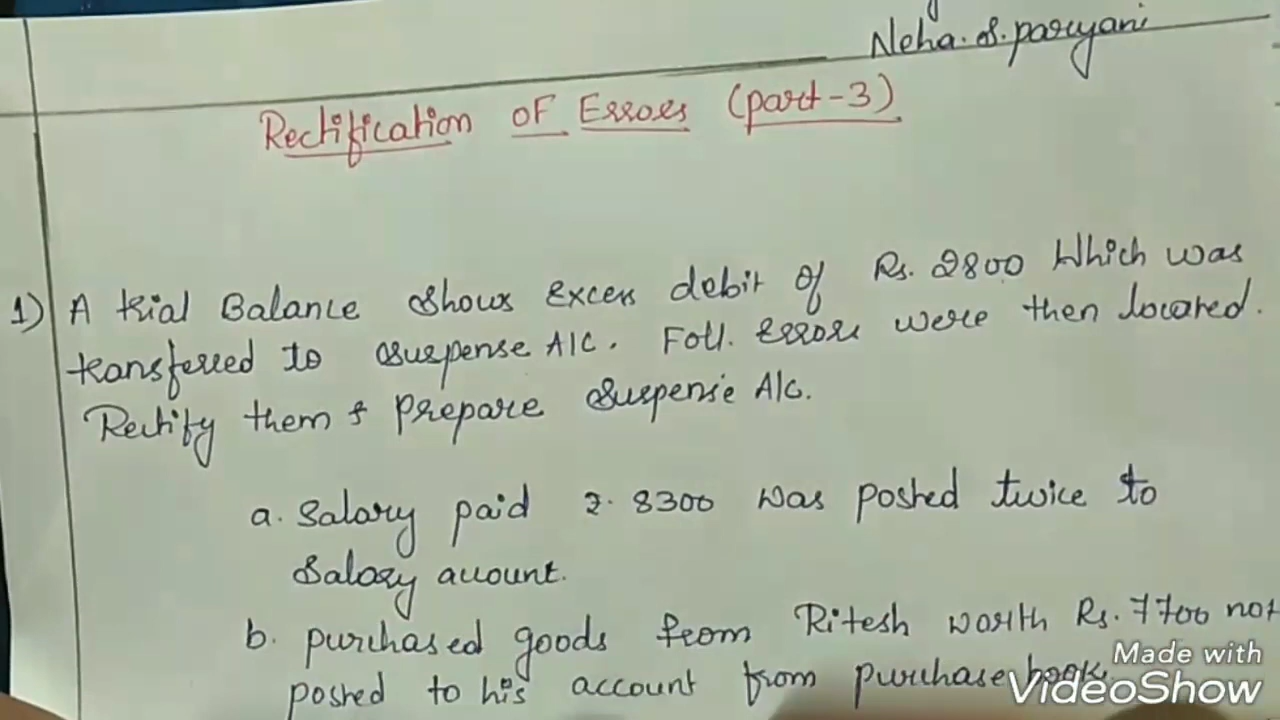 Neha. S. paryani
Rectification OF Errors (part-3)
1) A trial Balance shows Excess debit of Rs. 2800 Which was
transferred to suspense A/C. Foll. Errors were then located.
Rectify them & Prepare Suspense A/c.
a. Salary paid ₹. 8300 was posted twice to
Salary account.
b. purchased goods from Ritesh worth Rs. 7700 not
posted to his account from purchase book.
Made with
VideoShow